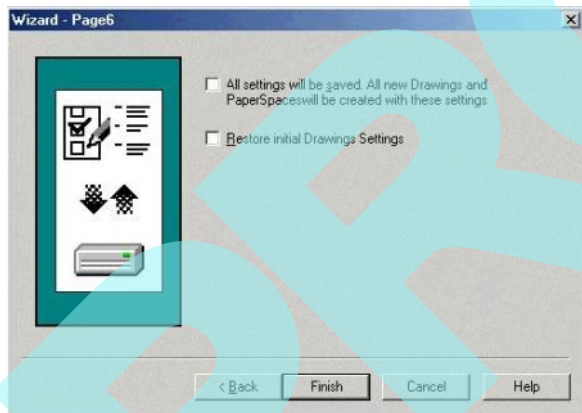 Wizard - Page6
All settings will be saved. All new Drawings and
PaperSpaceswill be created with these settings
Restore initial Drawings Settings
< Back Finish Cancel Help